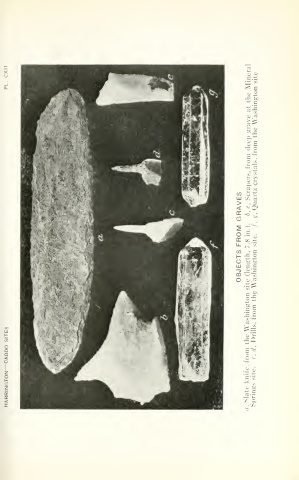 HARRINGTON—CADDO SITES
PL. CXIII
a
b
c
d
e
f
g
OBJECTS FROM GRAVES
a, Slate knife from the Washington site (length, 7.8 in.). b, e, Scrapers, from deep grave at the Mineral
Springs site. c, d, Drills, from the Washington site. f, g, Quartz crystals, from the Washington site